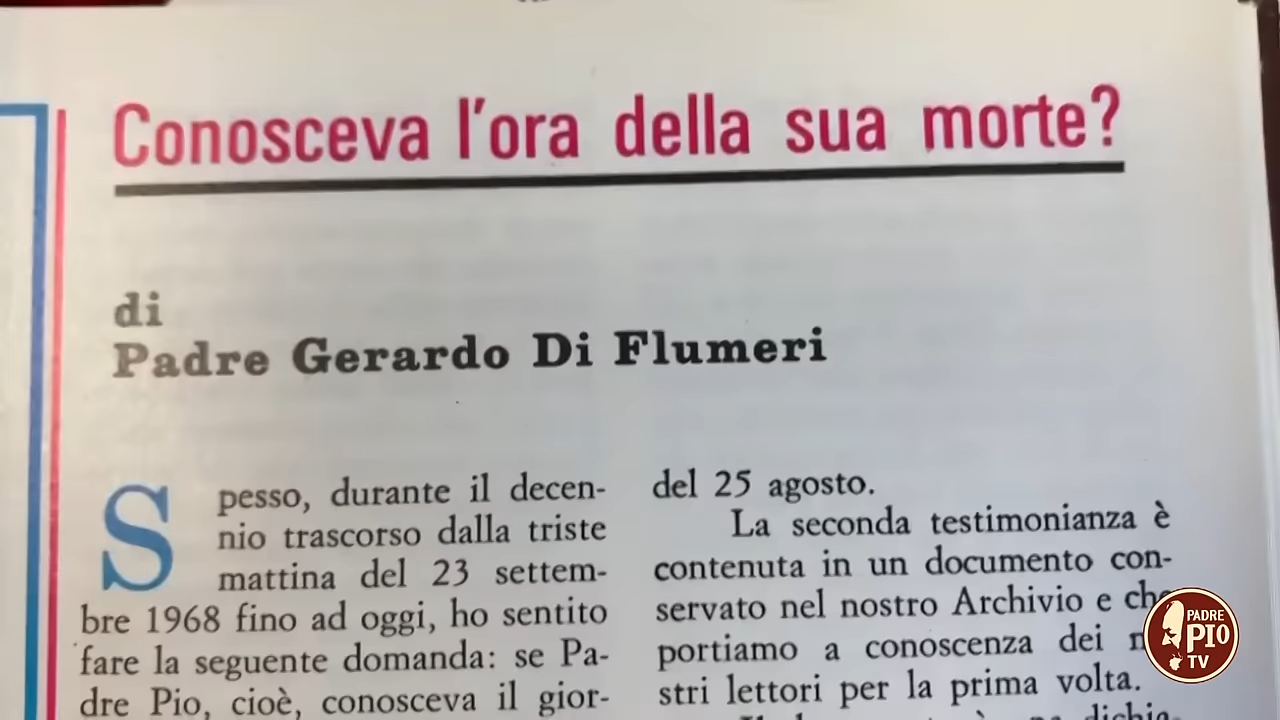 Conosceva l'ora della sua morte?
di
Padre Gerardo Di Flumeri
Spesso, durante il decen-
nio trascorso dalla triste
mattina del 23 settem-
bre 1968 fino ad oggi, ho sentito
fare la seguente domanda: se Pa-
dre Pio, cioè, conosceva il gior-
del 25 agosto.
La seconda testimonianza è
contenuta in un documento con-
servato nel nostro Archivio e che
portiamo a conoscenza dei
stri lettori per la prima volta.
PADRE
PIO
TV